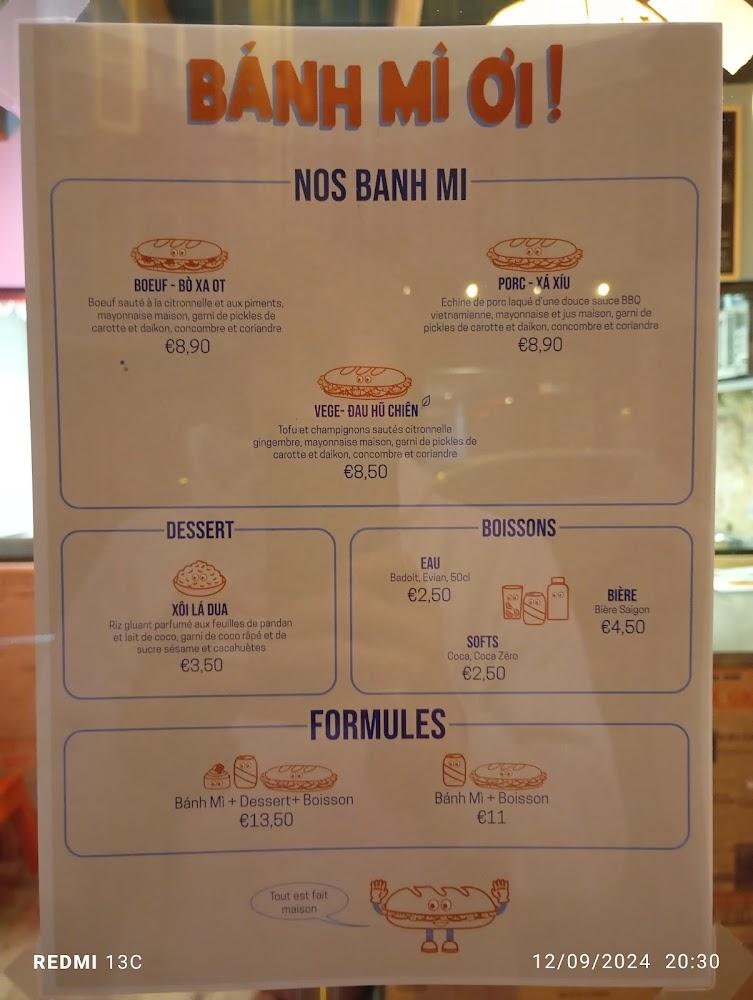 BÁNH MÌ ƠI !
NOS BANH MI
BOEUF - BÒ XA OT
Boeuf sauté à la citronnelle et aux piments,
mayonnaise maison, garni de pickles de
carotte et daikon, concombre et coriandre
€8,90
PORC - XÁ XÍU
Echine de porc laqué d'une douce sauce BBQ
vietnamienne, mayonnaise et jus maison, garni de
pickles de carotte et daikon, concombre et coriandre
€8,90
VEGE- ĐAU HŨ CHIÊN
Tofu et champignons sautés citronnelle
gingembre, mayonnaise maison, garni de pickles de
carotte et daikon, concombre et coriandre
€8,50
DESSERT
XÔI LÁ DUA
Riz gluant parfumé aux feuilles de pandan
et lait de coco, garni de coco râpé et de
sucre sésame et cacahuètes
€3,50
BOISSONS
EAU
Badoit, Evian, 50cl
€2,50
BIÈRE
Bière Saigon
€4,50
SOFTS
Coca, Coca Zéro
€2,50
FORMULES
Bánh Mì + Dessert+ Boisson
€13,50
Bánh Mì + Boisson
€11
Tout est fait
maison
REDMI 13C
12/09/2024 20:30